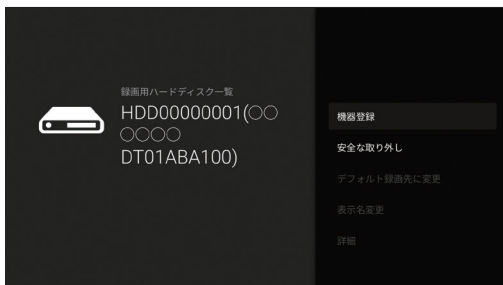 録画用ハードディスク一覧
HDD00000001(○○
○○○○
DT01ABA100)
機器登録
安全な取り外し
デフォルト録画先に変更
表示名変更
詳細